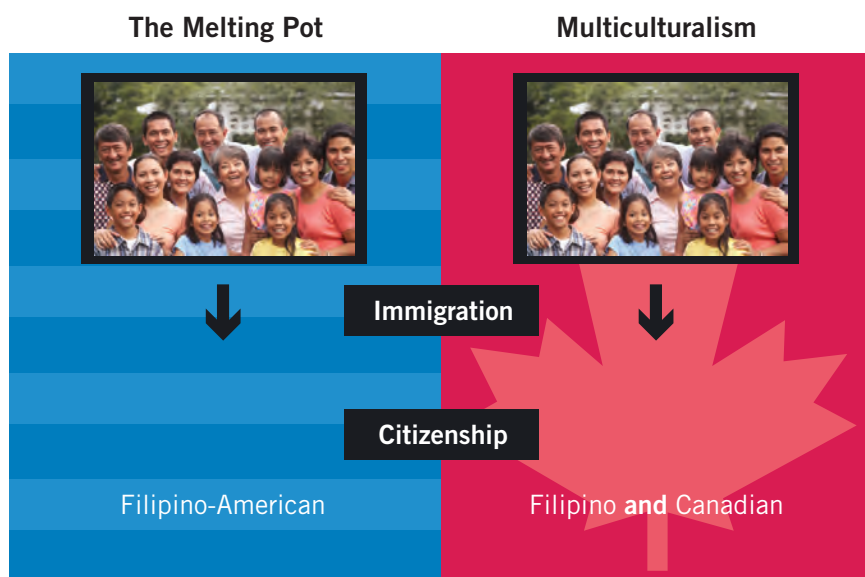 The Melting Pot
Multiculturalism
Immigration
Citizenship
Filipino-American
Filipino and Canadian